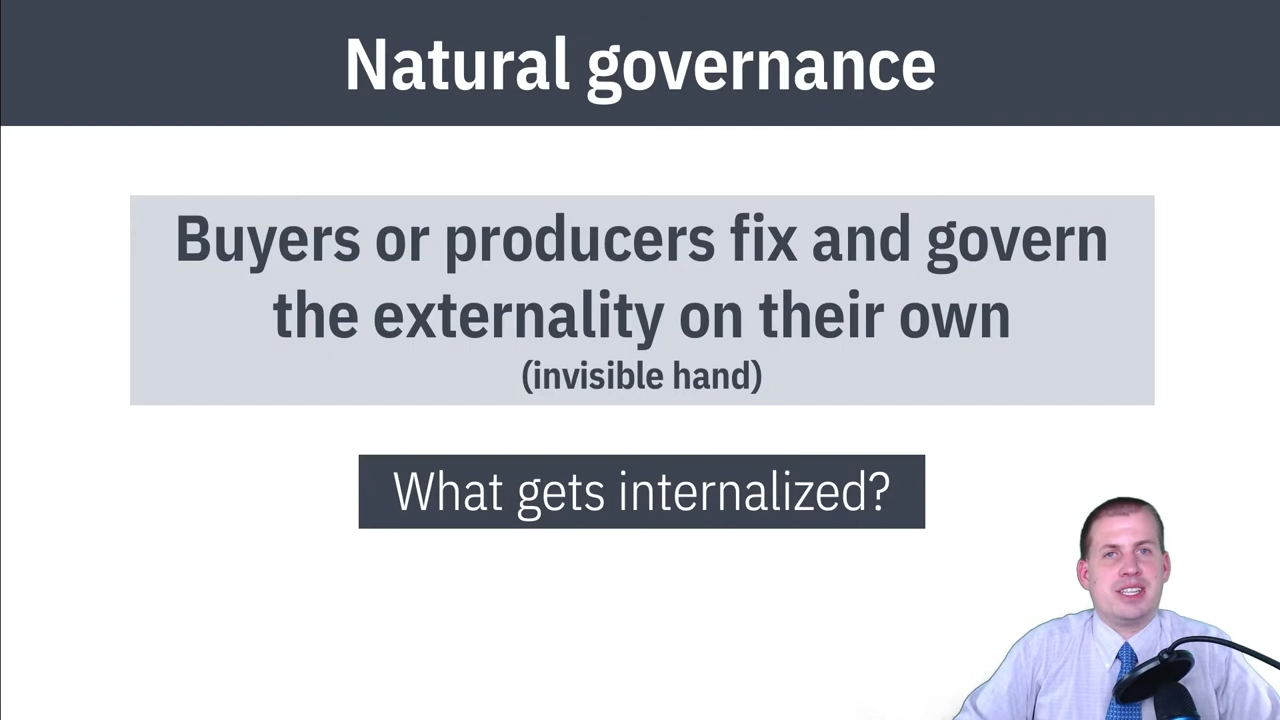 Natural governance
Buyers or producers fix and govern
the externality on their own
(invisible hand)
What gets internalized?